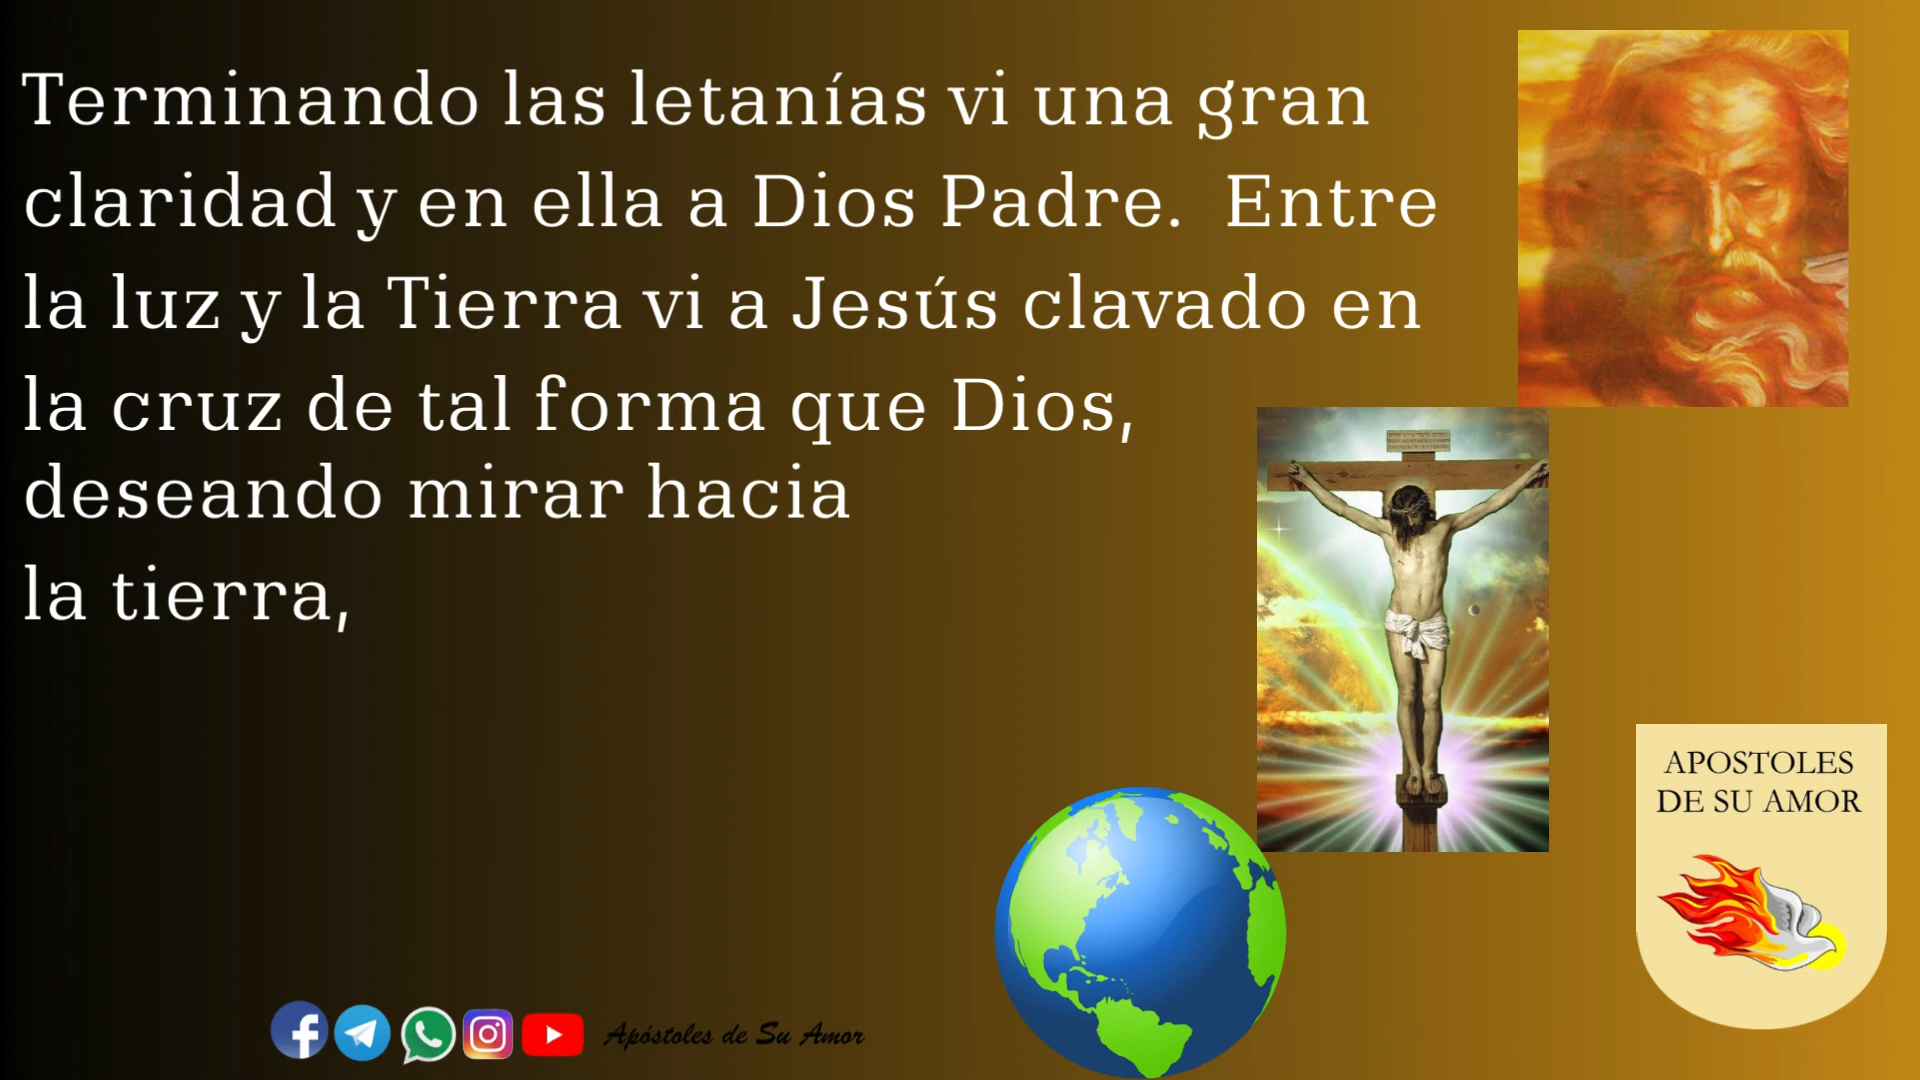 Terminando las letanías vi una gran
claridad y en ella a Dios Padre.  Entre
la luz y la Tierra vi a Jesús clavado en
la cruz de tal forma que Dios,
deseando mirar hacia
la tierra,
APOSTOLES
DE SU AMOR
Apóstoles de Su Amor